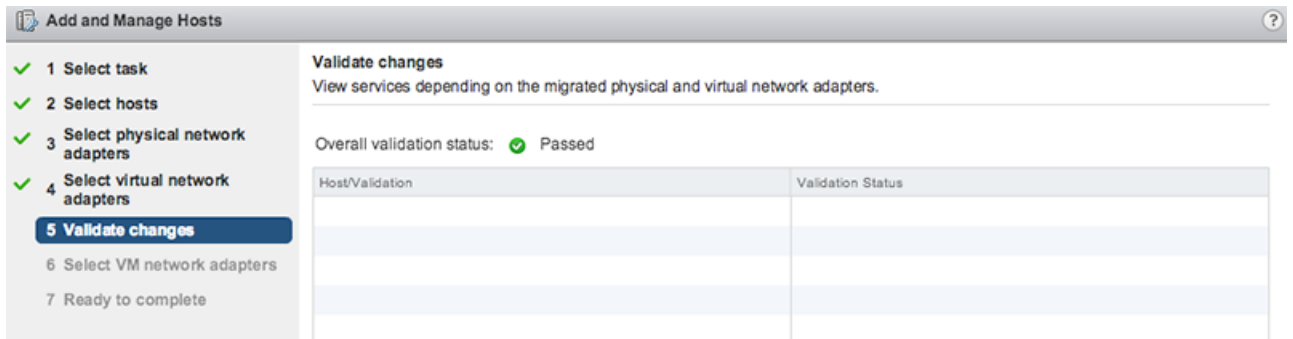 Add and Manage Hosts
?
1 Select task
2 Select hosts
3 Select physical network
adapters
4 Select virtual network
adapters
5 Validate changes
6 Select VM network adapters
7 Ready to complete
Validate changes
View services depending on the migrated physical and virtual network adapters.
Overall validation status: Passed
Host/Validation
Validation Status